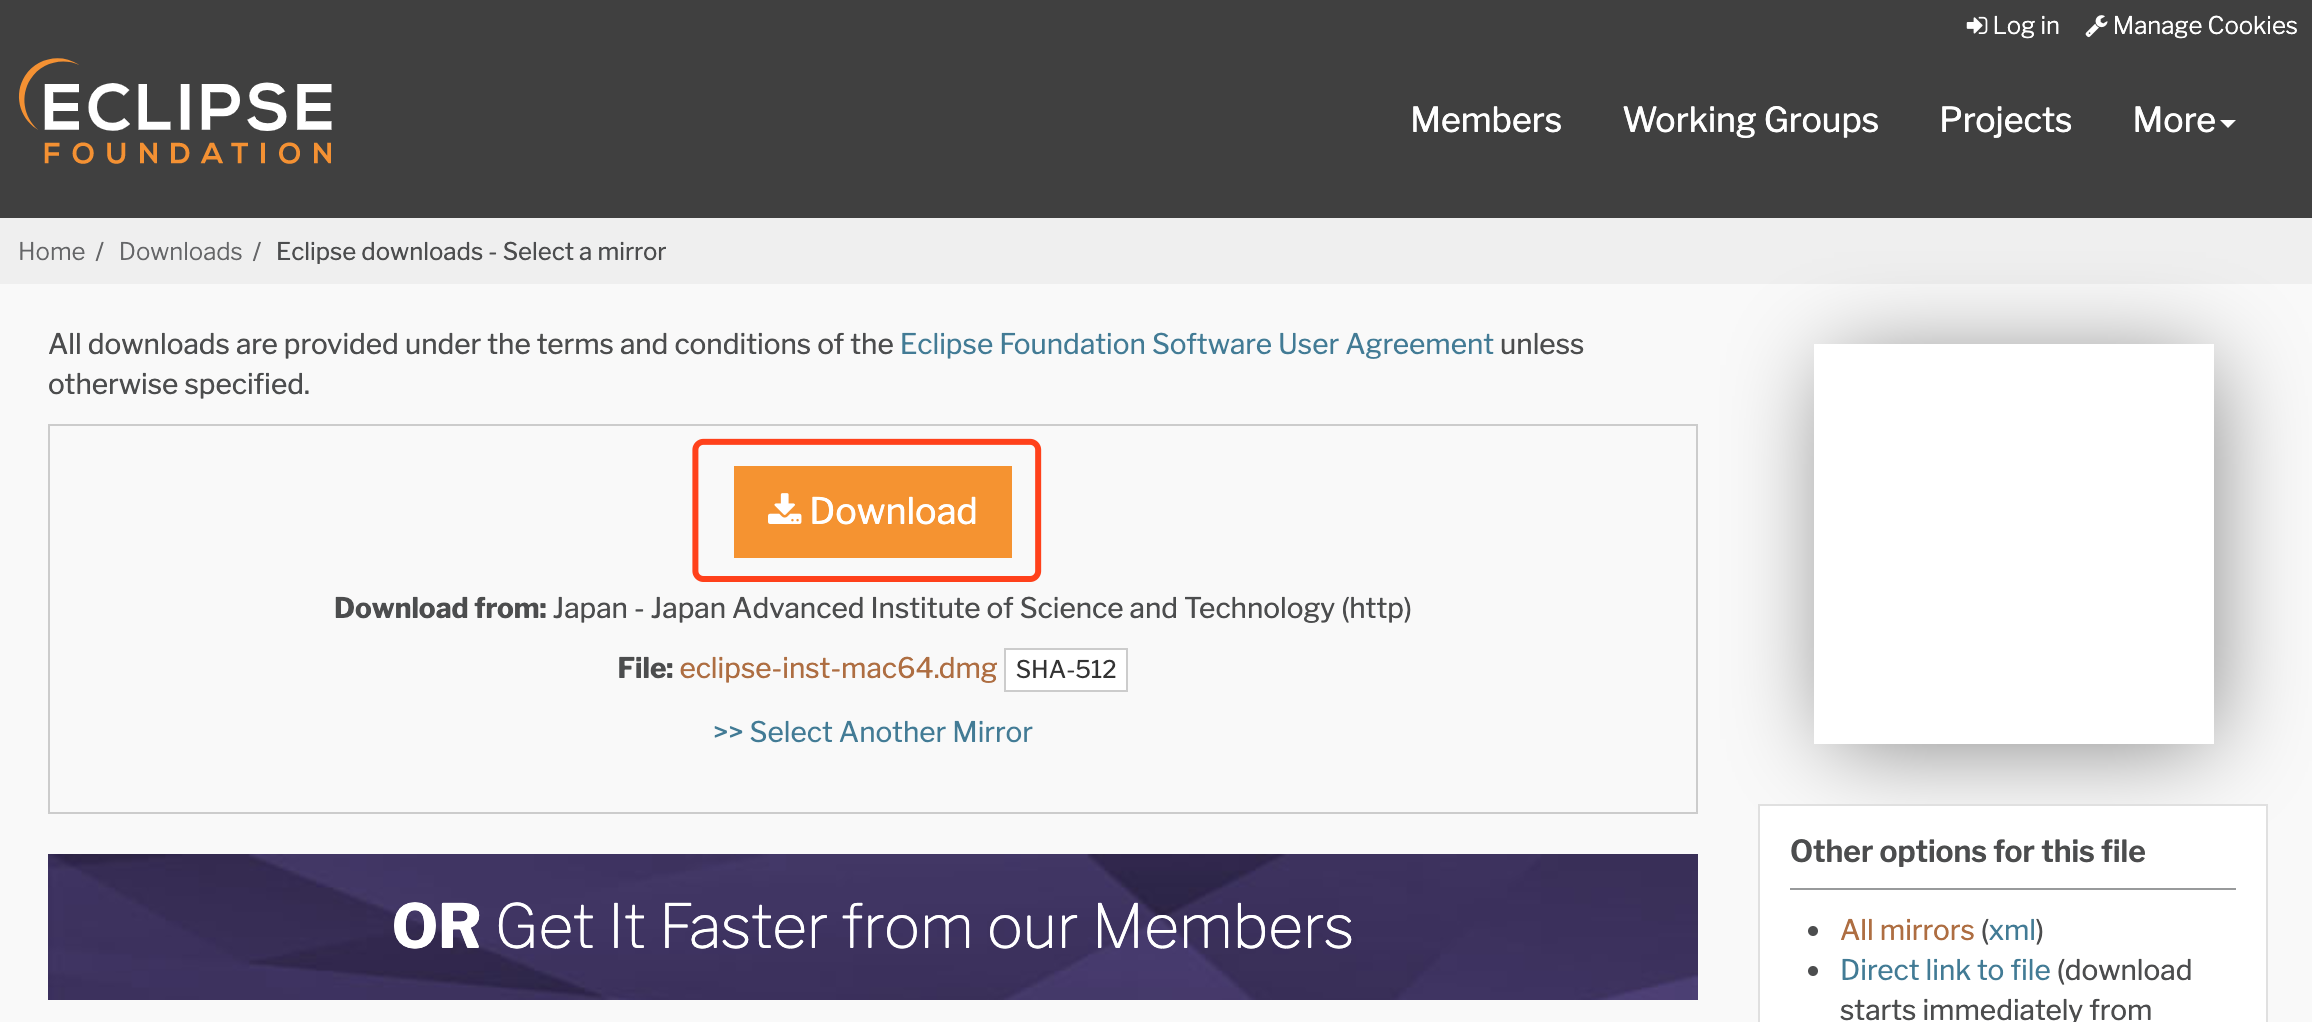 Log in Manage Cookies
ECLIPSE
FOUNDATION
Members Working Groups Projects More
Home / Downloads / Eclipse downloads - Select a mirror
All downloads are provided under the terms and conditions of the Eclipse Foundation Software User Agreement unless
otherwise specified.
Download
Download from: Japan - Japan Advanced Institute of Science and Technology (http)
File: eclipse-inst-mac64.dmg SHA-512
>> Select Another Mirror
OR Get It Faster from our Members
Other options for this file
• All mirrors (xml)
• Direct link to file (download
starts immediately from